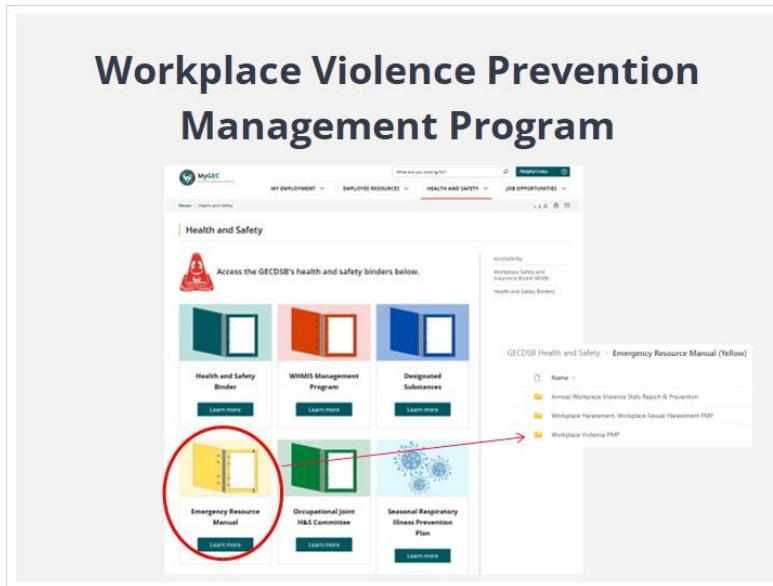 Workplace Violence Prevention
Management Program
MyGEC
What are you looking for?
Helpful Links
MY EMPLOYMENT
EMPLOYEE RESOURCES
HEALTH AND SAFETY
JOB OPPORTUNITIES
Home / Health and Safety
A A A
Health and Safety
Access the GECDSB's health and safety binders below.
Accessibility
Workplace Safety and
Insurance Board (WSIB)
Health and Safety Binders
Health and Safety
Binder
Learn more
WHMIS Management
Program
Learn more
Designated
Substances
Learn more
GECDSB Health and Safety > Emergency Resource Manual (Yellow)
Name
Annual Workplace Violence Stats Report & Prevention
Workplace Harassment, Workplace Sexual Harassment PMP
Workplace Violence PMP
Emergency Resource
Manual
Learn more
Occupational Joint
H&S Committee
Learn more
Seasonal Respiratory
Illness Prevention
Plan
Learn more